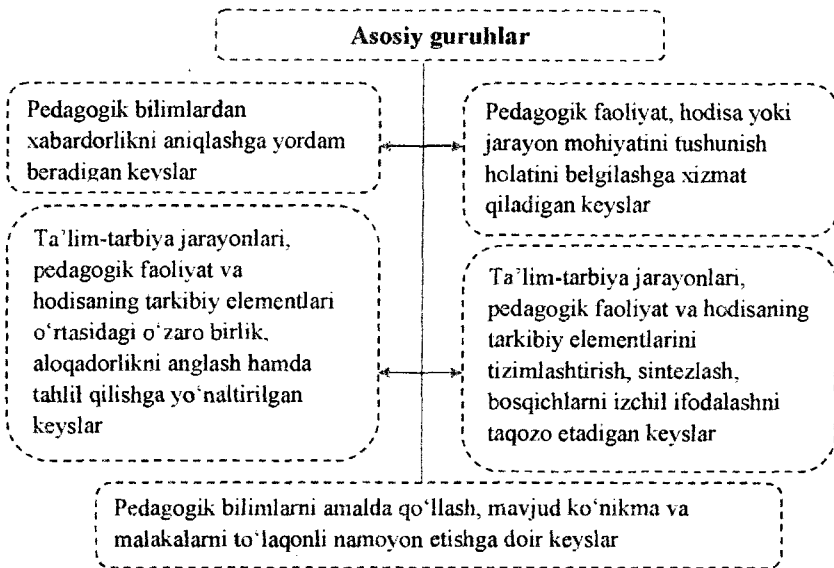 Asosiy guruhlar
Pedagogik bilimlardan
xabardorlikni aniqlashga yordam
beradigan keyslar
Pedagogik faoliyat, hodisa yoki
jarayon mohiyatini tushunish
holatini belgilashga xizmat
qiladigan keyslar
Ta’lim-tarbiya jarayonlari,
pedagogik faoliyat va
hodisaning tarkibiy elementlari
o‘rtasidagi o‘zaro birlik,
aloqadorlikni anglash hamda
tahlil qilishga yo‘naltirilgan
keyslar
Ta’lim-tarbiya jarayonlari,
pedagogik faoliyat va hodisaning
tarkibiy elementlarini
tizimlashtirish, sintezlash,
bosqichlarni izchil ifodalashni
taqozo etadigan keyslar
Pedagogik bilimlarni amalda qo‘llash, mavjud ko‘nikma va
malakalarni to‘laqonli namoyon etishga doir keyslar